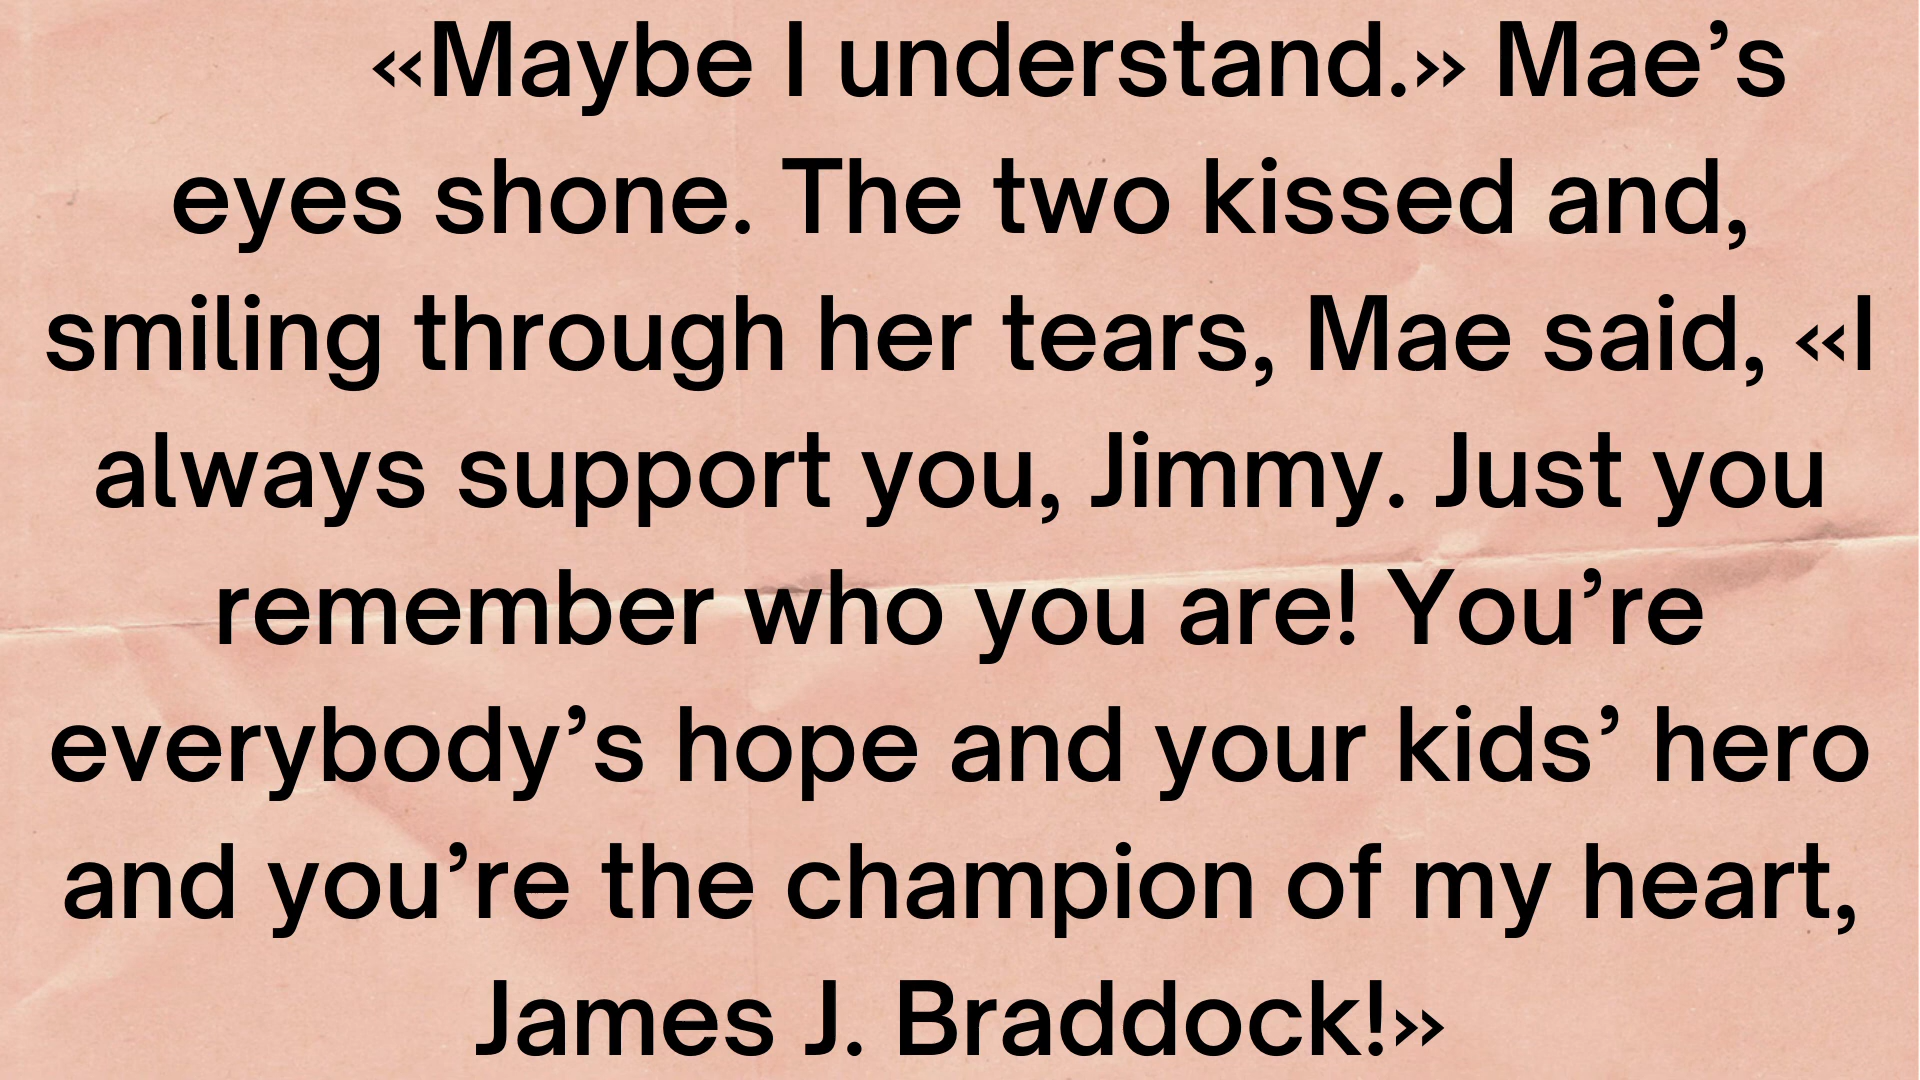 «Maybe I understand.» Mae’s
eyes shone. The two kissed and,
smiling through her tears, Mae said, «I
always support you, Jimmy. Just you
remember who you are! You’re
everybody’s hope and your kids’ hero
and you’re the champion of my heart,
James J. Braddock!»